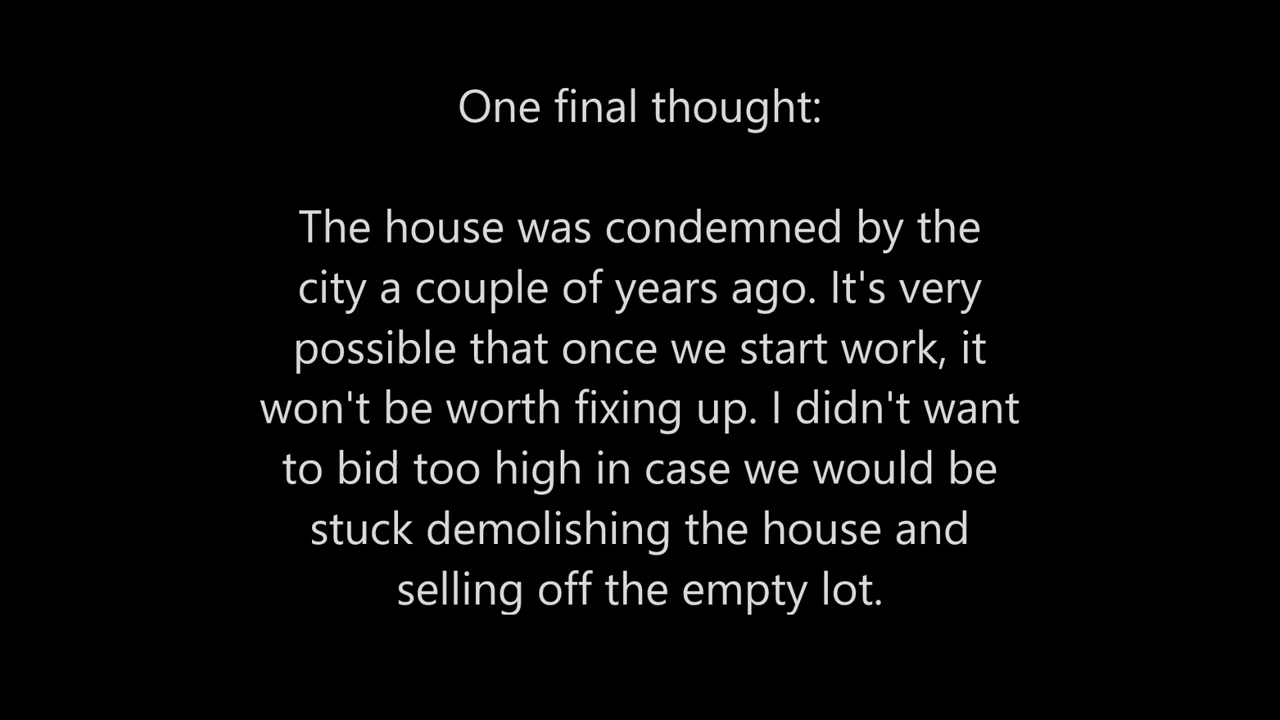 One final thought:
The house was condemned by the
city a couple of years ago. It's very
possible that once we start work, it
won't be worth fixing up. I didn't want
to bid too high in case we would be
stuck demolishing the house and
selling off the empty lot.